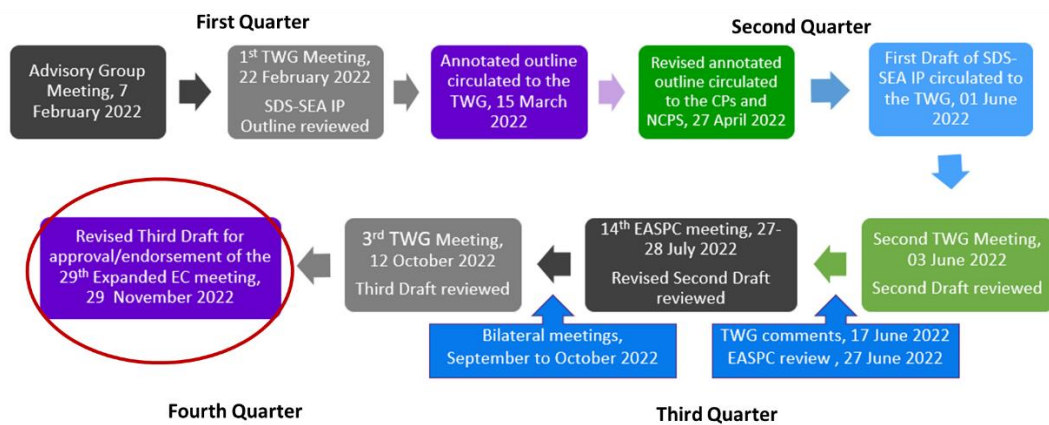 First Quarter
Second Quarter
Advisory Group
Meeting, 7
February 2022
1st TWG Meeting,
22 February 2022
SDS-SEA IP
Outline reviewed
Annotated outline
circulated to the
TWG, 15 March
2022
Revised annotated
outline circulated
to the CPs and
NCPS, 27 April 2022
First Draft of SDS-
SEA IP circulated to
the TWG, 01 June
2022
Second TWG Meeting,
03 June 2022
Second Draft reviewed
14th EASPC meeting, 27-
28 July 2022
Revised Second Draft
reviewed
3rd TWG Meeting,
12 October 2022
Third Draft reviewed
Revised Third Draft for
approval/endorsement of the
29th Expanded EC meeting,
29 November 2022
Bilateral meetings,
September to October 2022
TWG comments, 17 June 2022
EASPC review , 27 June 2022
Fourth Quarter
Third Quarter